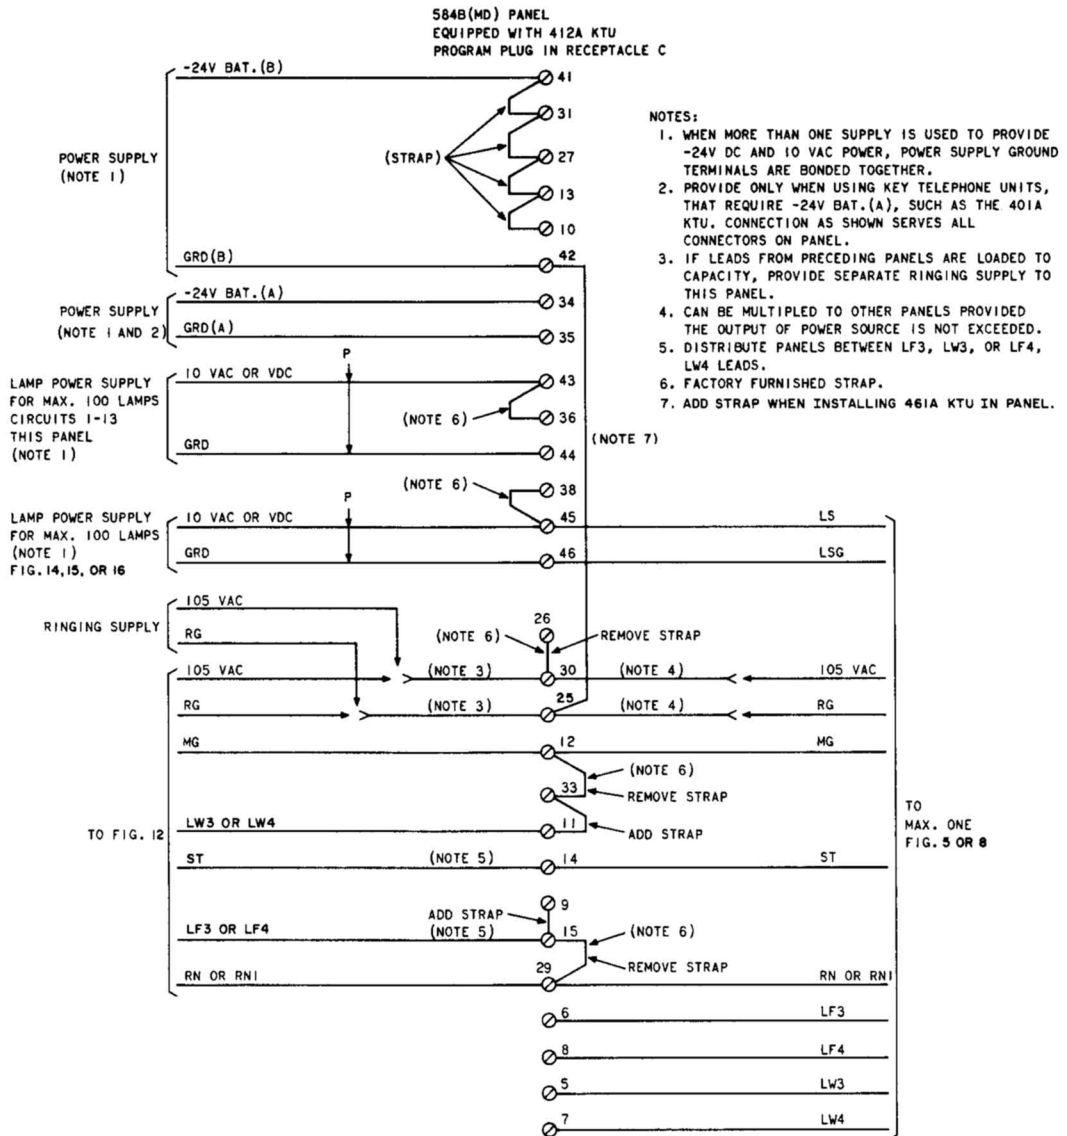 584B(MD) PANEL
EQUIPPED WITH 412A KTU
PROGRAM PLUG IN RECEPTACLE C
-24V BAT.(B)
41
31
27
13
10
(STRAP)
POWER SUPPLY
(NOTE 1)
GRD(B)
42
-24V BAT.(A)
34
POWER SUPPLY
(NOTE 1 AND 2)
GRD(A)
35
NOTES:
1. WHEN MORE THAN ONE SUPPLY IS USED TO PROVIDE
-24V DC AND 10 VAC POWER, POWER SUPPLY GROUND
TERMINALS ARE BONDED TOGETHER.
2. PROVIDE ONLY WHEN USING KEY TELEPHONE UNITS,
THAT REQUIRE -24V BAT.(A), SUCH AS THE 401A
KTU. CONNECTION AS SHOWN SERVES ALL
CONNECTORS ON PANEL.
3. IF LEADS FROM PRECEDING PANELS ARE LOADED TO
CAPACITY, PROVIDE SEPARATE RINGING SUPPLY TO
THIS PANEL.
4. CAN BE MULTIPLED TO OTHER PANELS PROVIDED
THE OUTPUT OF POWER SOURCE IS NOT EXCEEDED.
5. DISTRIBUTE PANELS BETWEEN LF3, LW3, OR LF4,
LW4 LEADS.
6. FACTORY FURNISHED STRAP.
7. ADD STRAP WHEN INSTALLING 461A KTU IN PANEL.
P
LAMP POWER SUPPLY
FOR MAX. 100 LAMPS
CIRCUITS 1-13
THIS PANEL
(NOTE 1)
10 VAC OR VDC
43
(NOTE 6)
36
GRD
44
(NOTE 7)
(NOTE 6)
38
P
LAMP POWER SUPPLY
FOR MAX. 100 LAMPS
(NOTE 1)
FIG. 14, 15, OR 16
10 VAC OR VDC
45
LS
GRD
46
LSG
RINGING SUPPLY
105 VAC
RG
26
(NOTE 6)
REMOVE STRAP
105 VAC
(NOTE 3)
30
(NOTE 4)
105 VAC
RG
(NOTE 3)
25
(NOTE 4)
RG
MG
12
MG
(NOTE 6)
33
REMOVE STRAP
TO FIG. 12
LW3 OR LW4
11
ADD STRAP
TO
MAX. ONE
FIG. 5 OR 8
ST
(NOTE 5)
14
ST
9
ADD STRAP
LF3 OR LF4
(NOTE 5)
15
(NOTE 6)
REMOVE STRAP
RN OR RN1
29
RN OR RN1
6
LF3
8
LF4
5
LW3
7
LW4